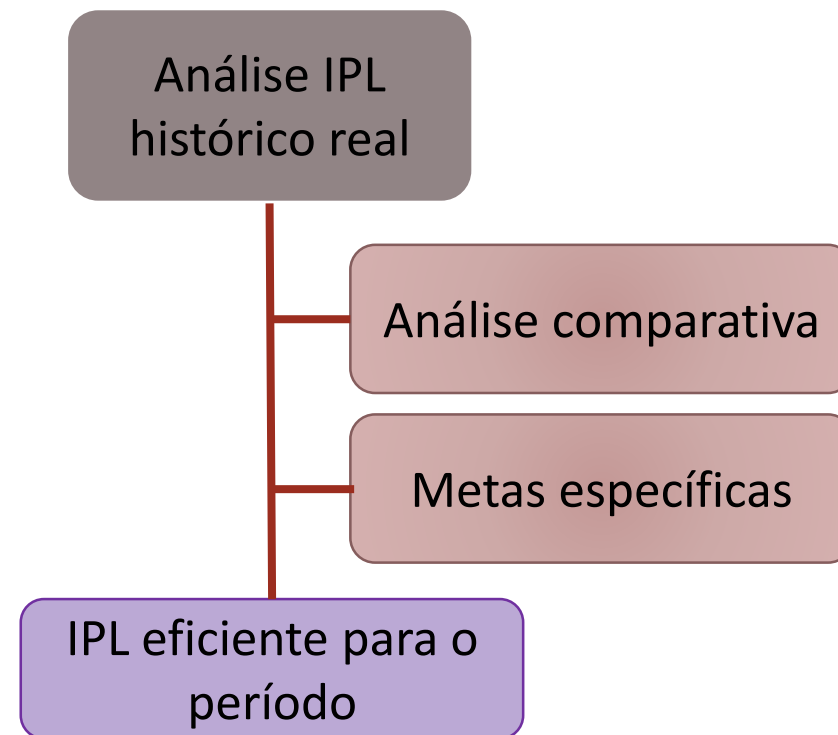 Análise IPL
histórico real
Análise comparativa
Metas específicas
IPL eficiente para o
período